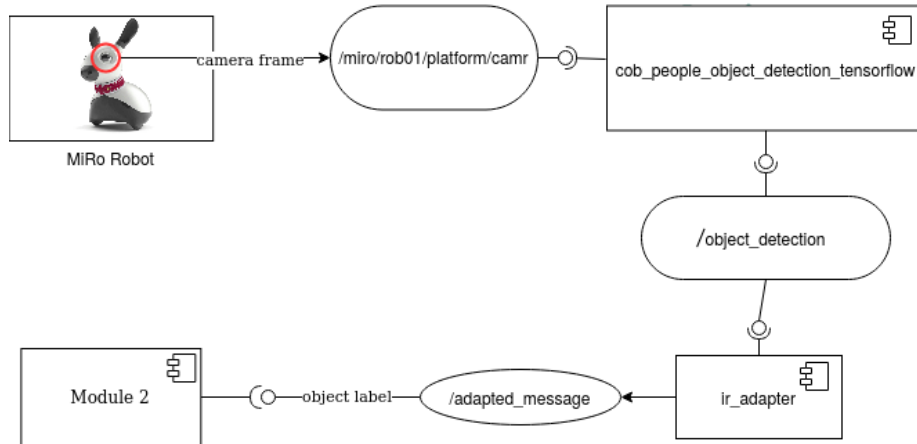 camera frame
/miro/rob01/platform/camr
cob_people_object_detection_tensorflow
MiRo Robot
/object_detection
Module 2
object label
/adapted_message
ir_adapter